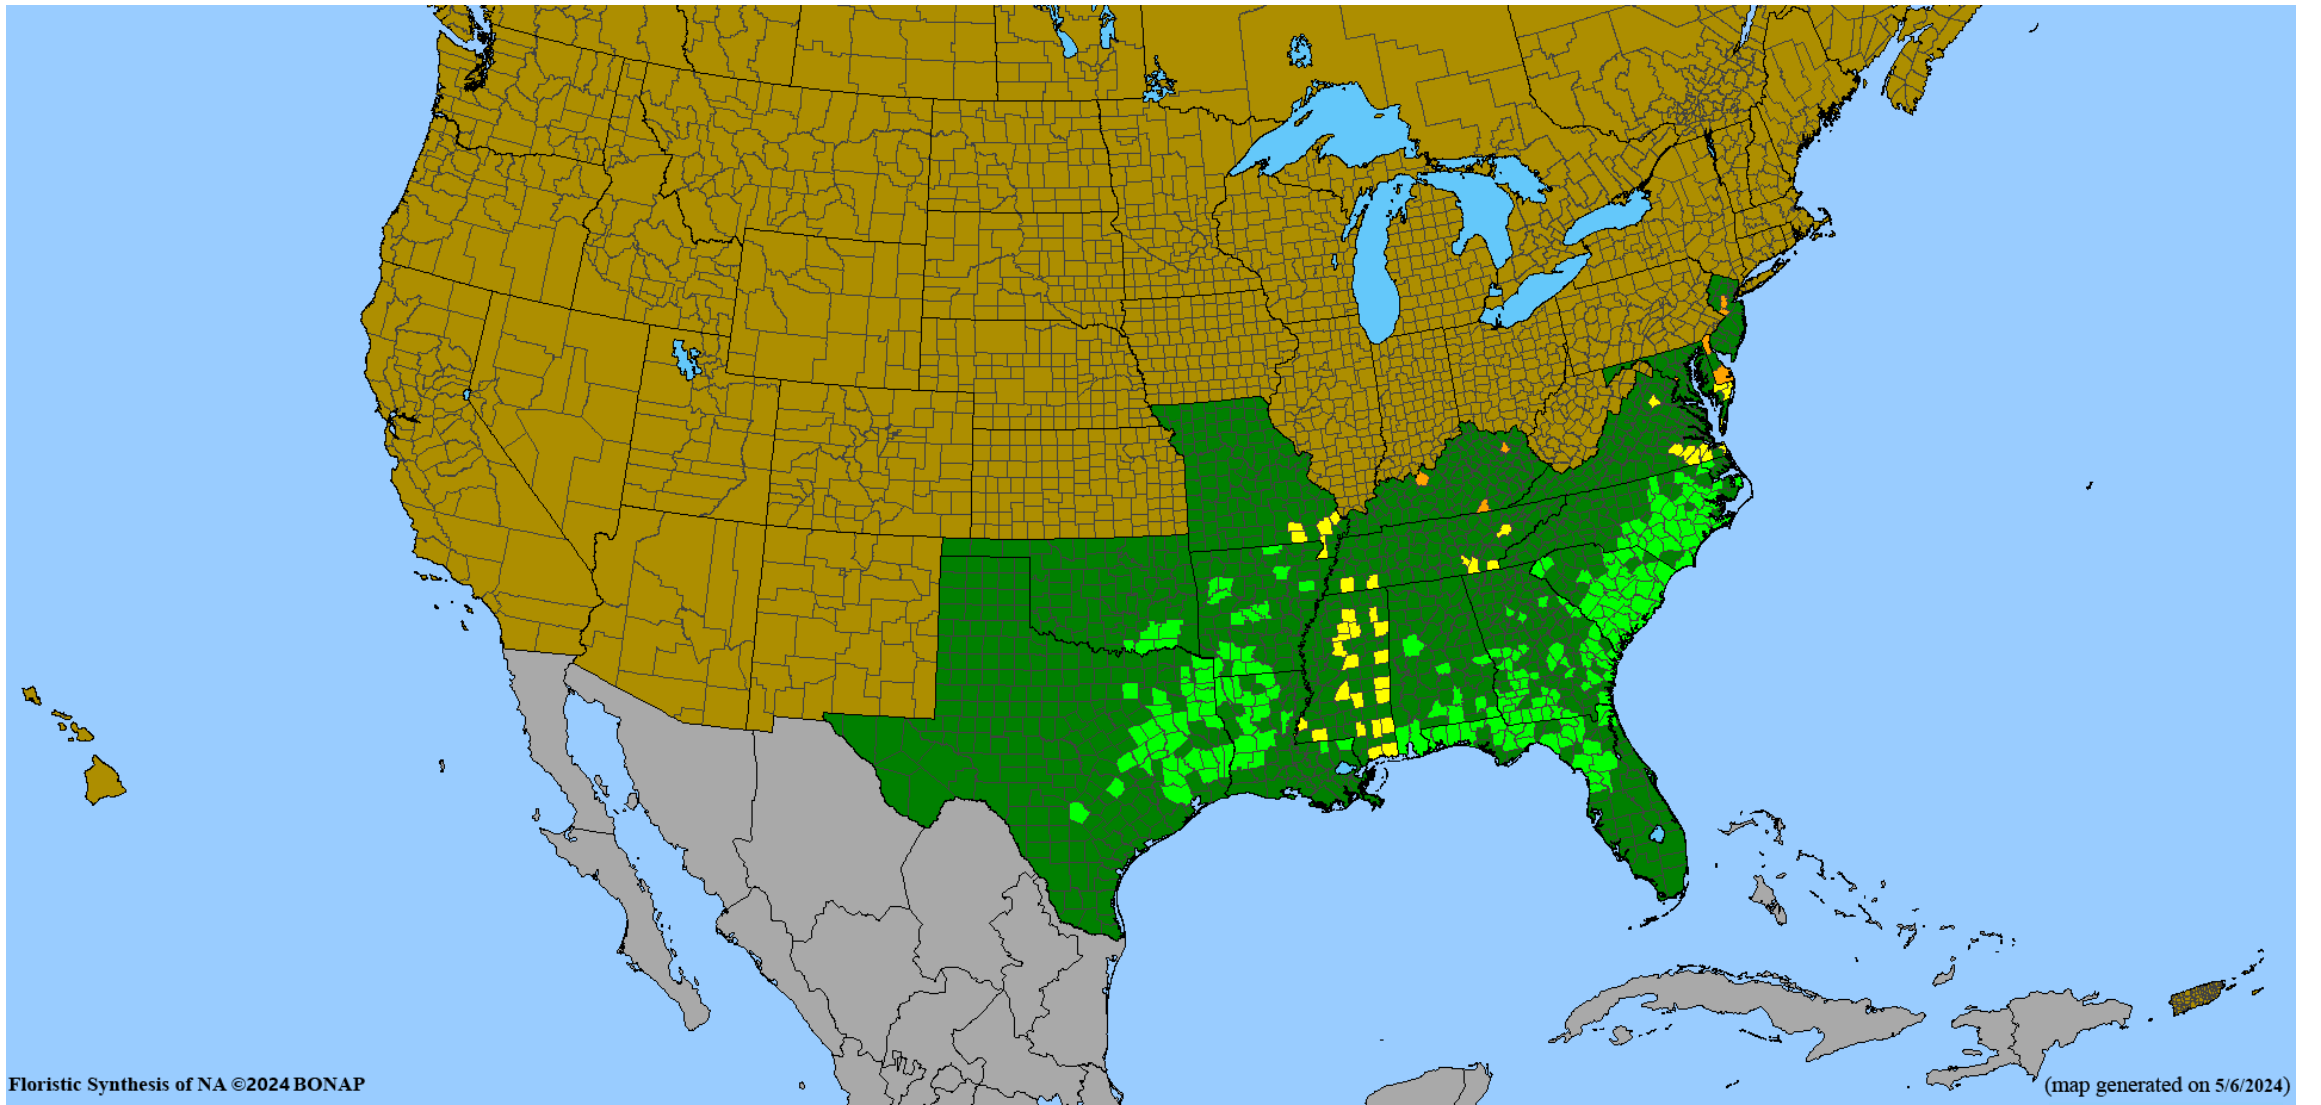 Floristic Synthesis of NA ©2024 BONAP
(map generated on 5/6/2024)